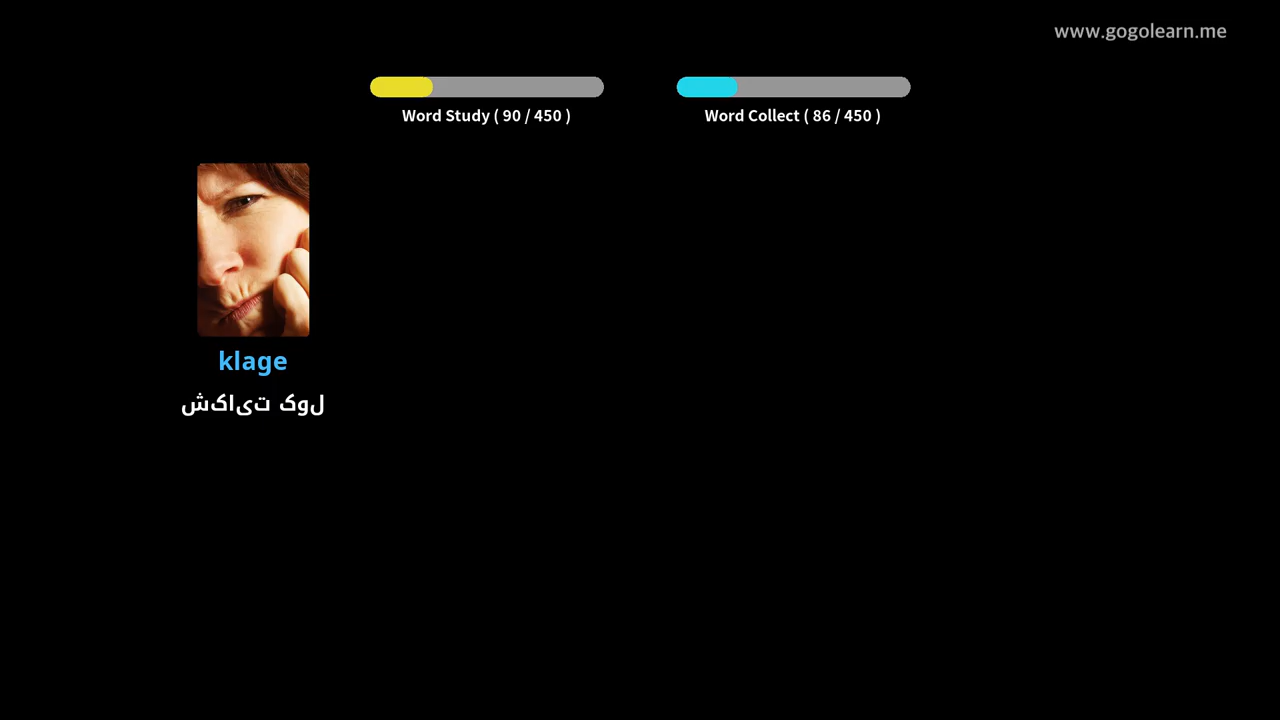 www.gogolearn.me
Word Study ( 90 / 450 )
Word Collect ( 86 / 450 )
klage
شکایت کول